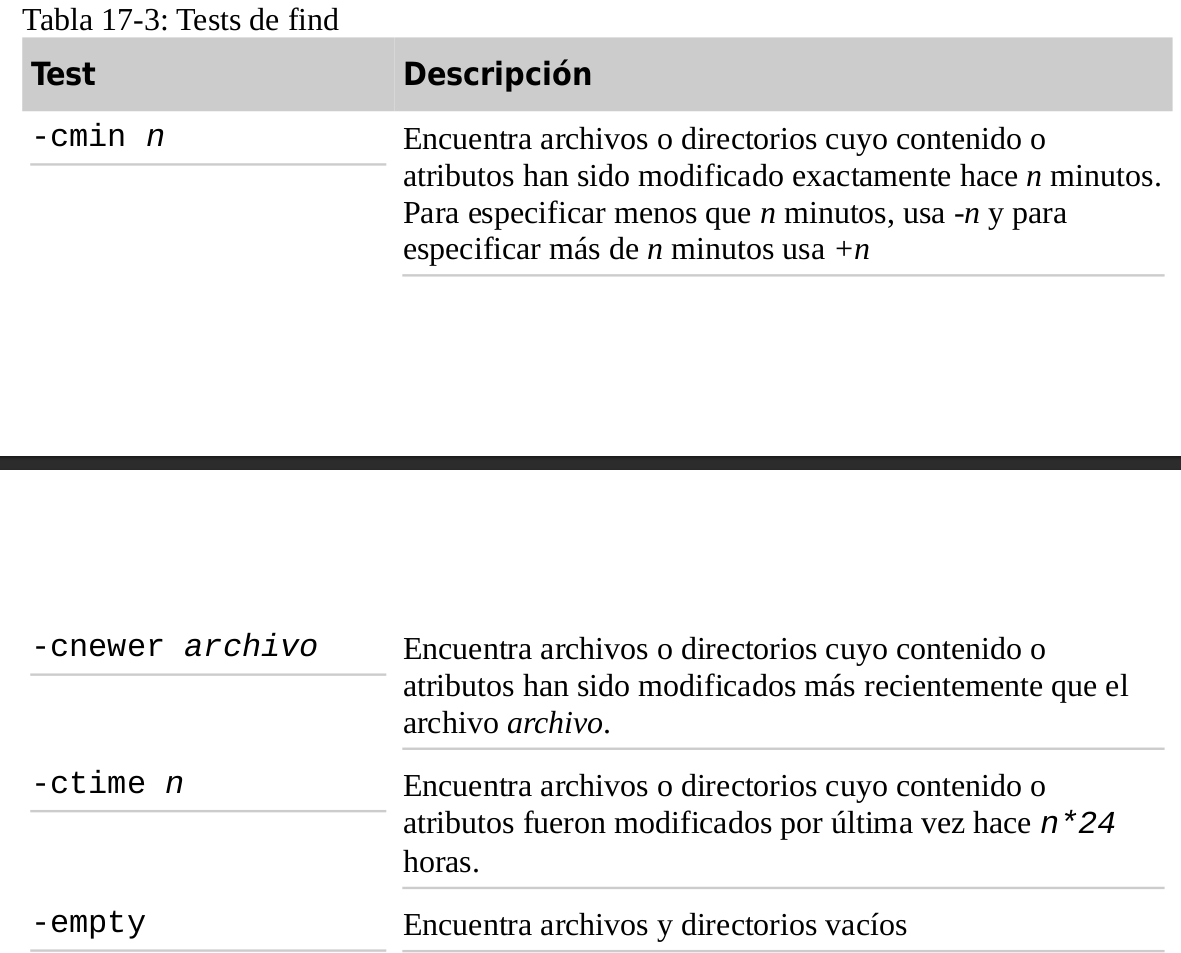 Tabla 17-3: Tests de find
Test Descripción
-cmin n Encuentra archivos o directorios cuyo contenido o
atributos han sido modificado exactamente hace n minutos.
Para especificar menos que n minutos, usa -n y para
especificar más de n minutos usa +n
-cnewer archivo Encuentra archivos o directorios cuyo contenido o
atributos han sido modificados más recientemente que el
archivo archivo.
-ctime n Encuentra archivos o directorios cuyo contenido o
atributos fueron modificados por última vez hace n*24
horas.
-empty Encuentra archivos y directorios vacíos